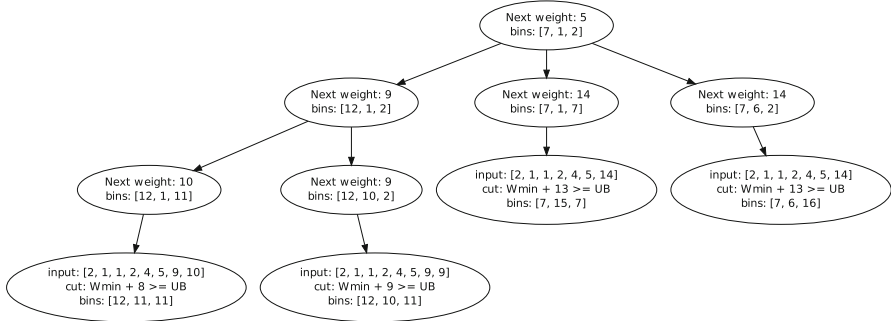 Next weight: 5
bins: [7, 1, 2]
Next weight: 9
bins: [12, 1, 2]
Next weight: 14
bins: [7, 1, 7]
Next weight: 14
bins: [7, 6, 2]
Next weight: 10
bins: [12, 1, 11]
Next weight: 9
bins: [12, 10, 2]
input: [2, 1, 1, 2, 4, 5, 14]
cut: Wmin + 13 >= UB
bins: [7, 15, 7]
input: [2, 1, 1, 2, 4, 5, 14]
cut: Wmin + 13 >= UB
bins: [7, 6, 16]
input: [2, 1, 1, 2, 4, 5, 9, 10]
cut: Wmin + 8 >= UB
bins: [12, 11, 11]
input: [2, 1, 1, 2, 4, 5, 9, 9]
cut: Wmin + 9 >= UB
bins: [12, 10, 11]